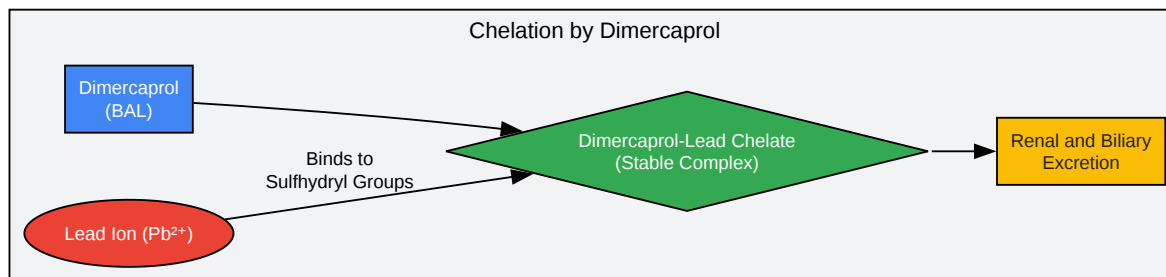 Chelation by Dimercaprol
Dimercaprol
(BAL)
Binds to
Sulfhydryl Groups
Lead Ion (Pb²⁺)
Dimercaprol-Lead Chelate
(Stable Complex)
Renal and Biliary
Excretion